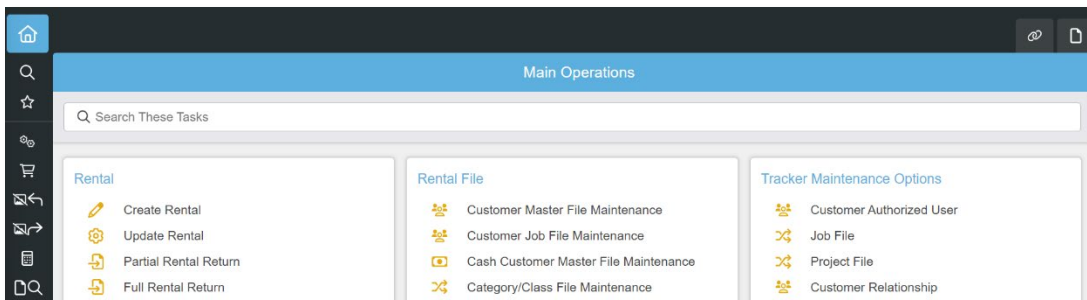 Main Operations
Search These Tasks
Rental
Create Rental
Update Rental
Partial Rental Return
Full Rental Return
Rental File
Customer Master File Maintenance
Customer Job File Maintenance
Cash Customer Master File Maintenance
Category/Class File Maintenance
Tracker Maintenance Options
Customer Authorized User
Job File
Project File
Customer Relationship